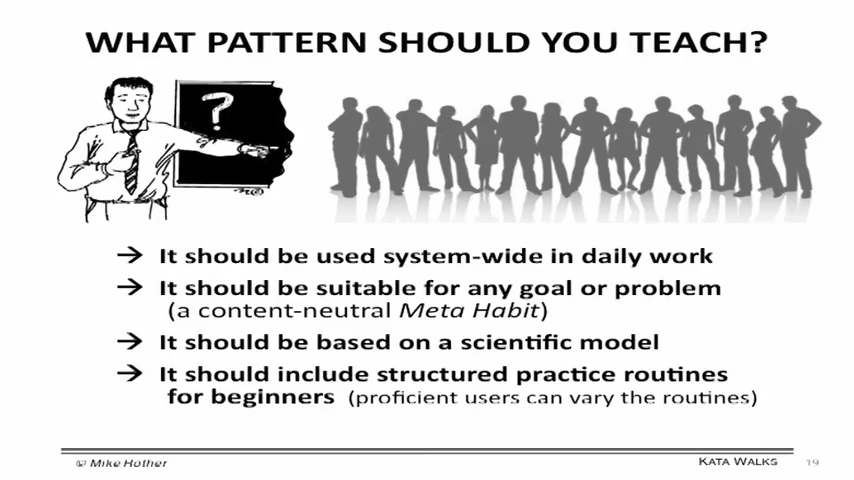 WHAT PATTERN SHOULD YOU TEACH?
?
→ It should be used system-wide in daily work
→ It should be suitable for any goal or problem
(a content-neutral Meta Habit)
→ It should be based on a scientific model
→ It should include structured practice routines
for beginners (proficient users can vary the routines)
© Mike Rother
KATA WALKS
19